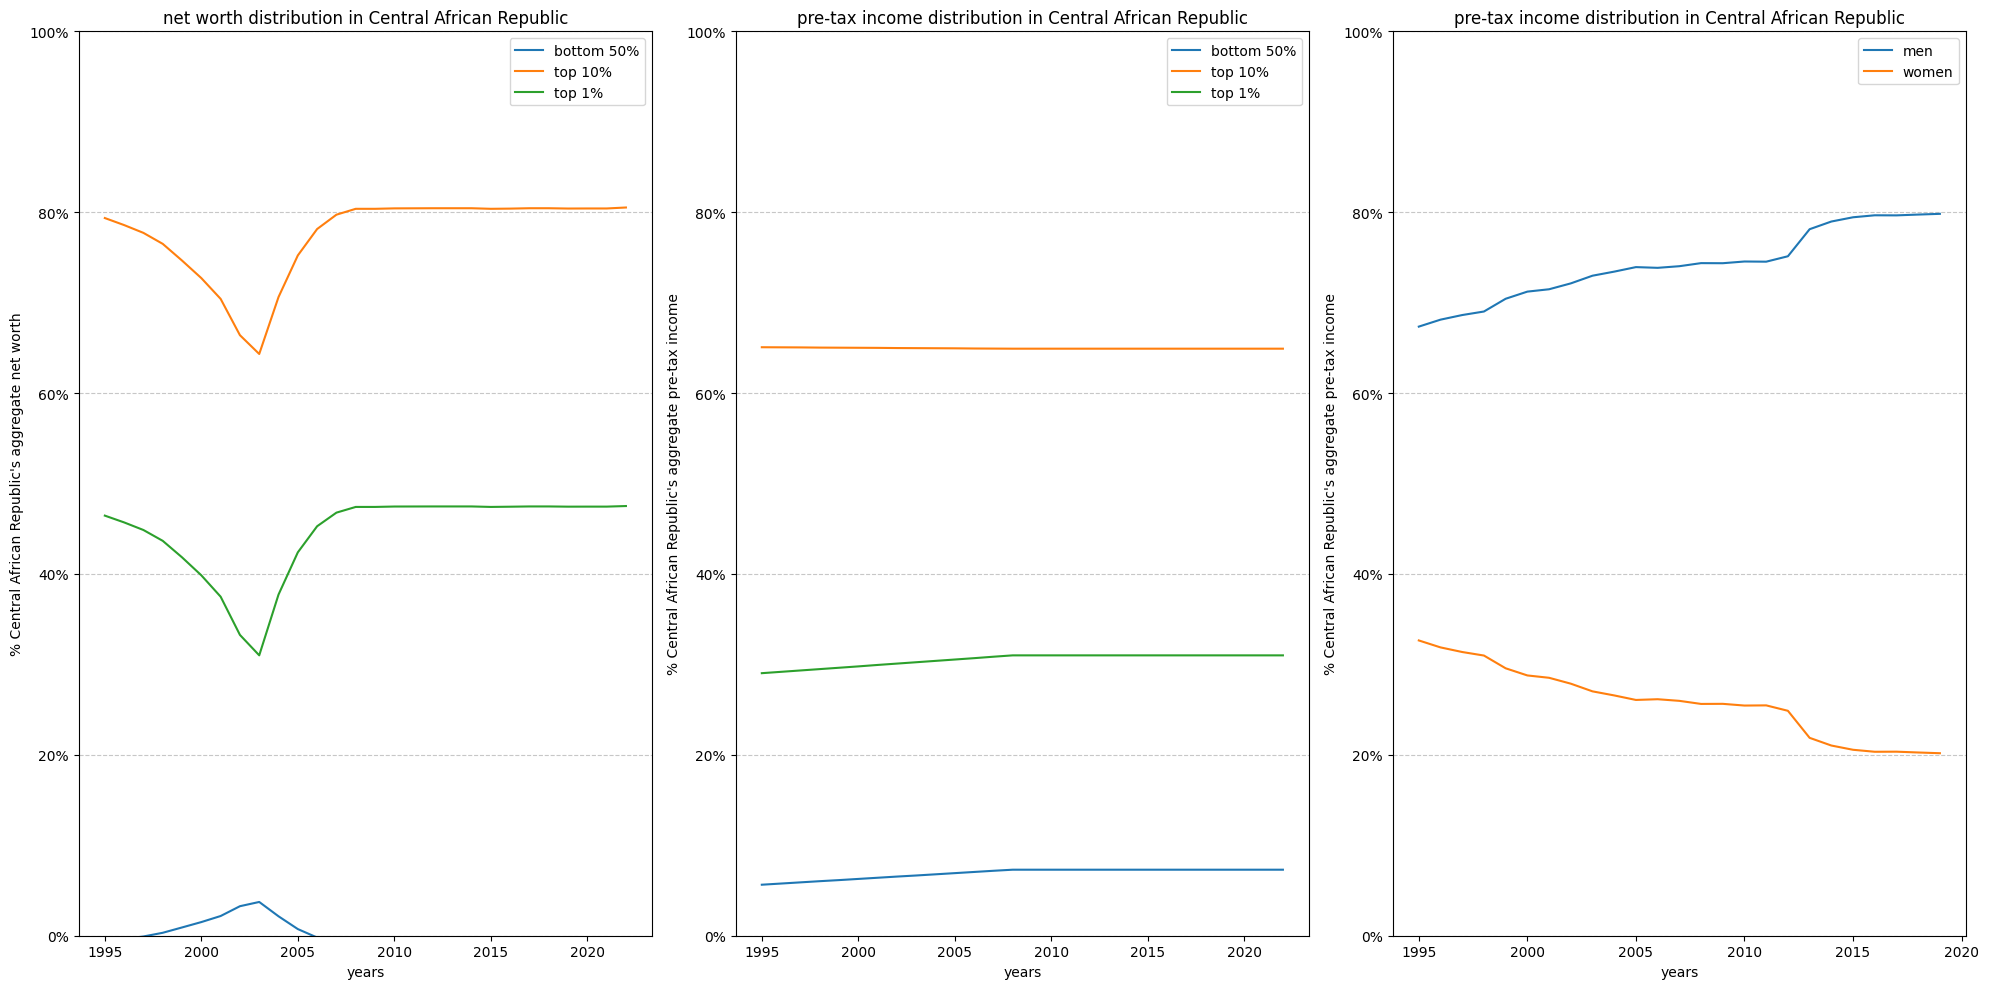 net worth distribution in Central African Republic
% Central African Republic's aggregate net worth
100%
80%
60%
40%
20%
0%
bottom 50%
top 10%
top 1%
1995
2000
2005
2010
2015
2020
years
pre-tax income distribution in Central African Republic
% Central African Republic's aggregate pre-tax income
100%
80%
60%
40%
20%
0%
bottom 50%
top 10%
top 1%
1995
2000
2005
2010
2015
2020
years
pre-tax income distribution in Central African Republic
% Central African Republic's aggregate pre-tax income
100%
80%
60%
40%
20%
0%
men
women
1995
2000
2005
2010
2015
2020
years